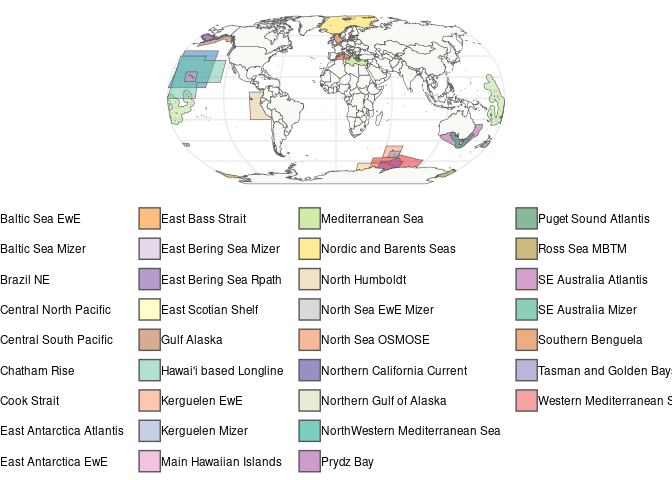 Baltic Sea EwE
Baltic Sea Mizer
Brazil NE
Central North Pacific
Central South Pacific
Chatham Rise
Cook Strait
East Antarctica Atlantis
East Antarctica EwE
East Bass Strait
East Bering Sea Mizer
East Bering Sea Rpath
East Scotian Shelf
Gulf Alaska
Hawai'i based Longline
Kerguelen EwE
Kerguelen Mizer
Main Hawaiian Islands
Mediterranean Sea
Nordic and Barents Seas
North Humboldt
North Sea EwE Mizer
North Sea OSMOSE
Northern California Current
Northern Gulf of Alaska
NorthWestern Mediterranean Sea
Prydz Bay
Puget Sound Atlantis
Ross Sea MBTM
SE Australia Atlantis
SE Australia Mizer
Southern Benguela
Tasman and Golden Bays
Western Mediterranean S